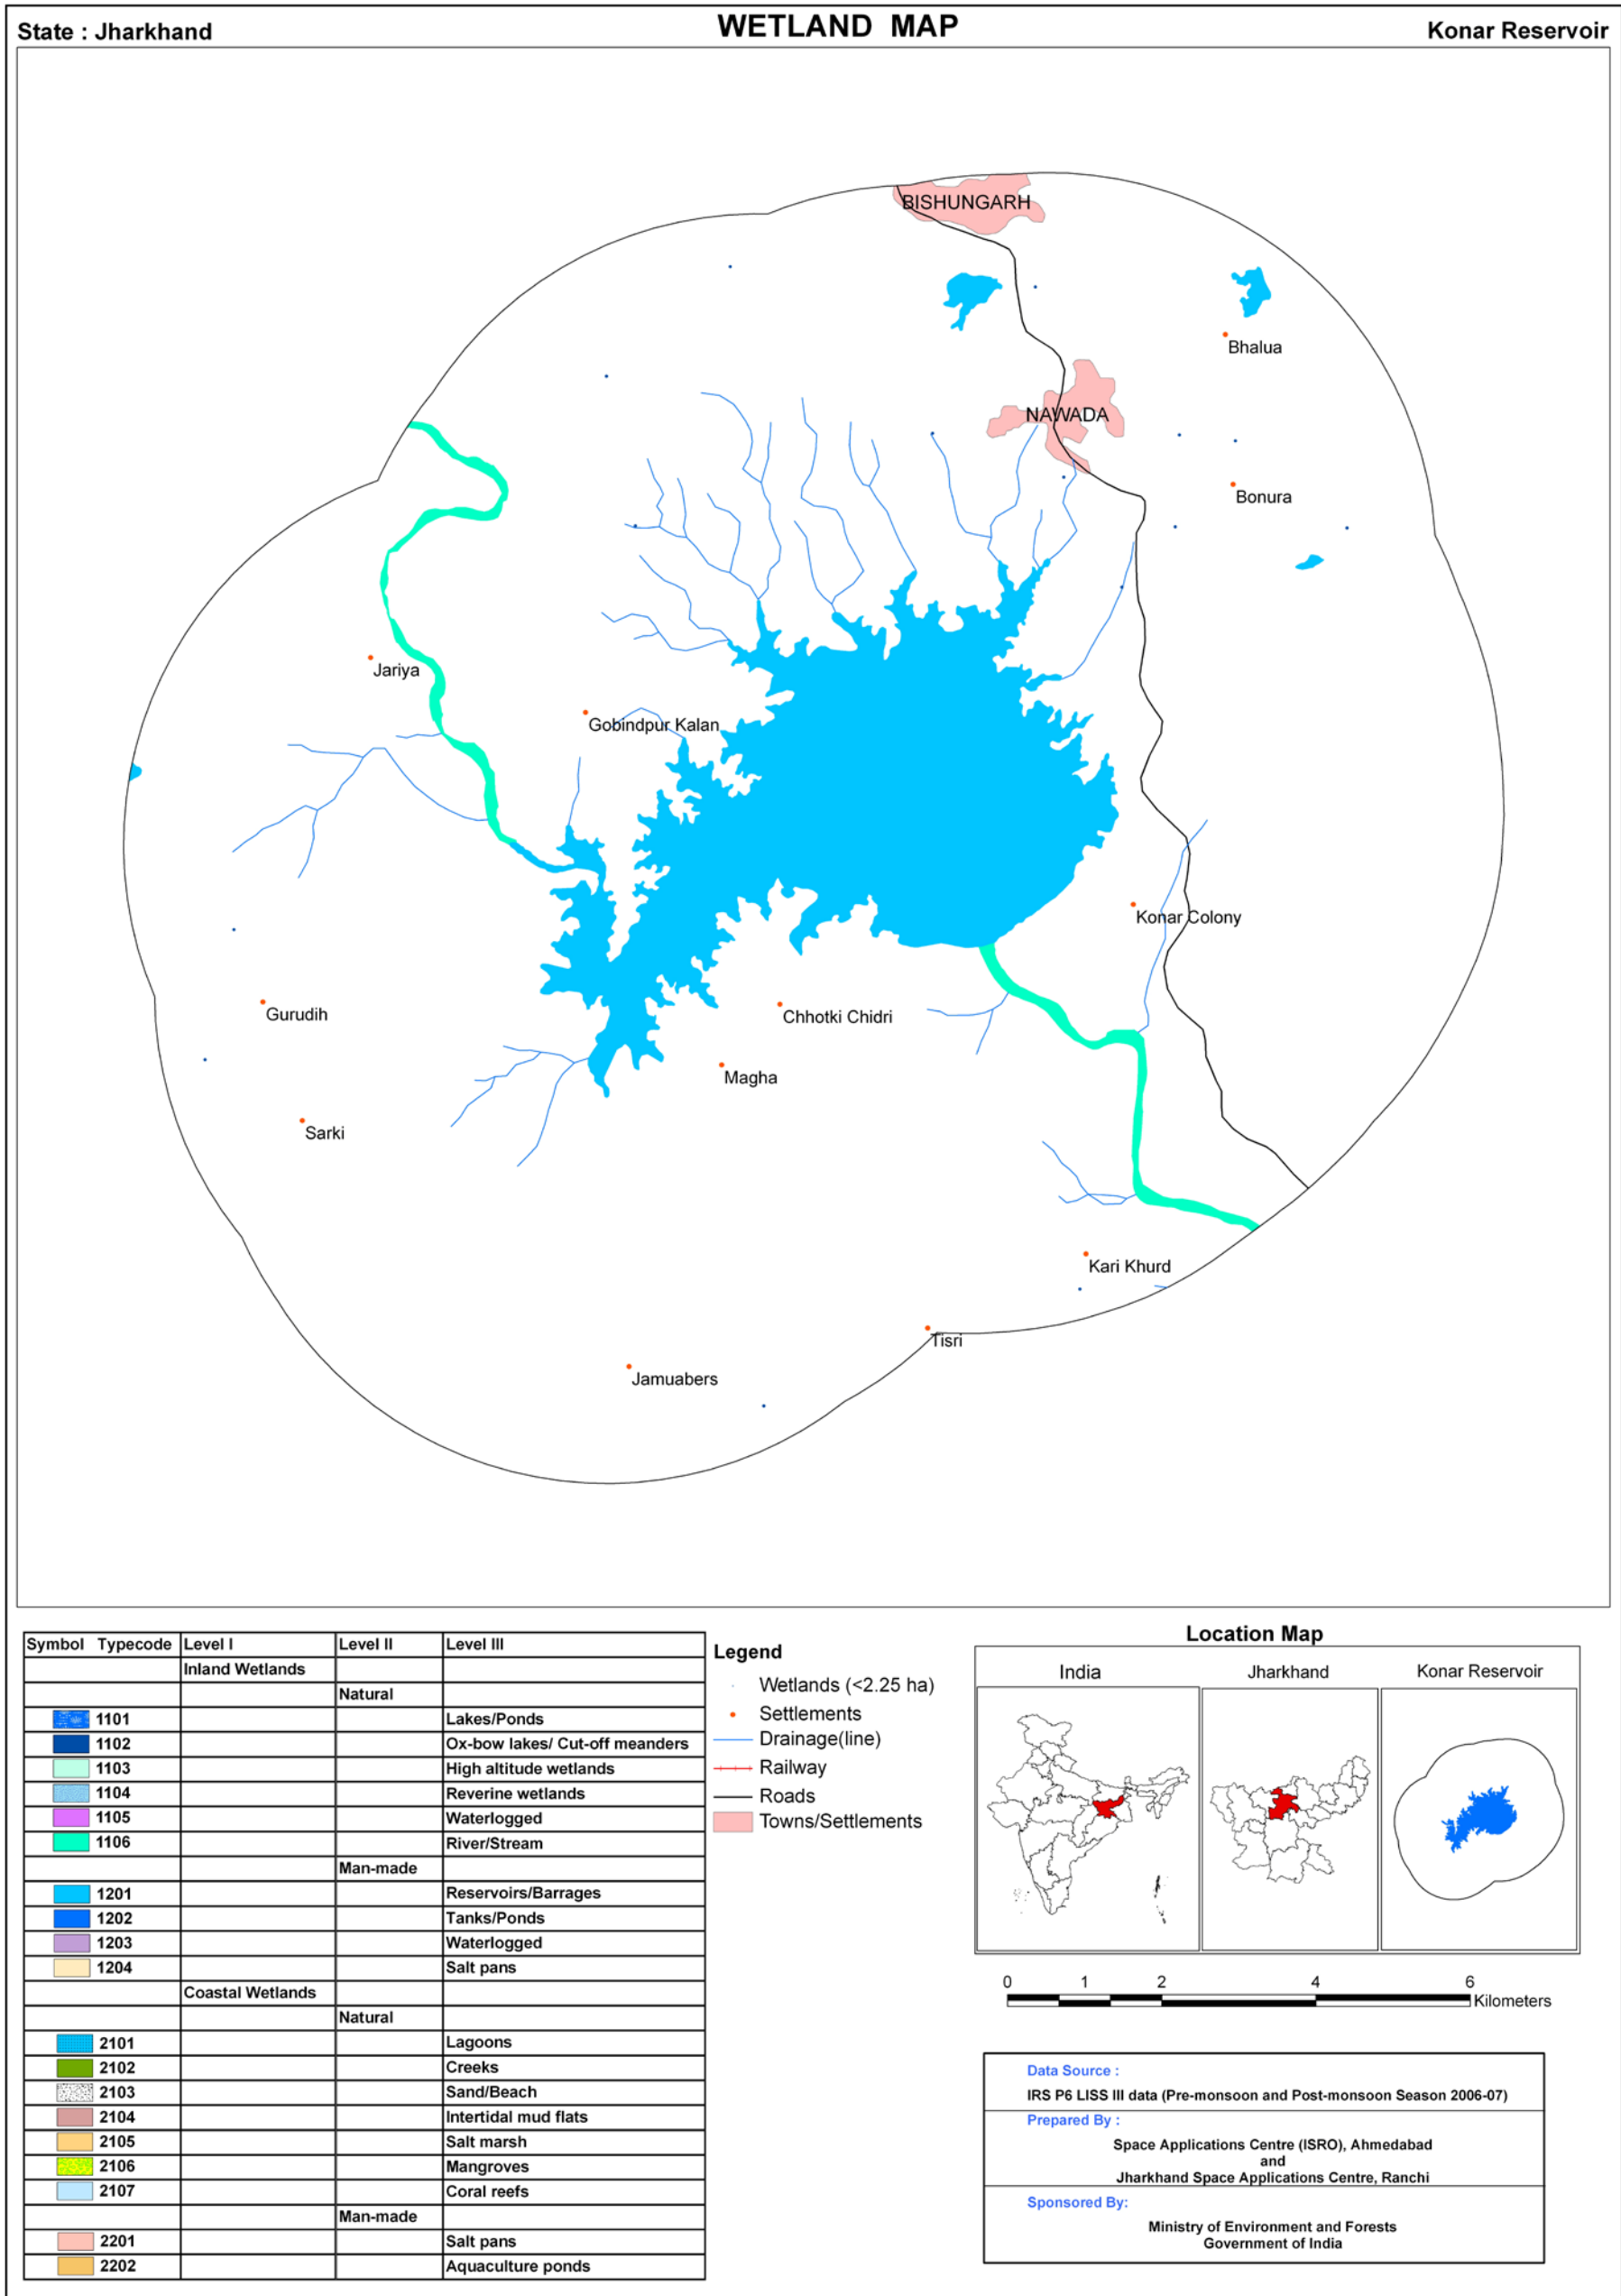 State : Jharkhand
WETLAND MAP
Konar Reservoir
BISHUNGARH
Bhalua
NAWADA
Bonura
Jariya
Gobindpur Kalan
Konar Colony
Gurudih
Chhotki Chidri
Magha
Sarki
Kari Khurd
Tisri
Jamuabers
Symbol Typecode Level I Level II Level III
Inland Wetlands
Natural
1101 Lakes/Ponds
1102 Ox-bow lakes/ Cut-off meanders
1103 High altitude wetlands
1104 Reverine wetlands
1105 Waterlogged
1106 River/Stream
Man-made
1201 Reservoirs/Barrages
1202 Tanks/Ponds
1203 Waterlogged
1204 Salt pans
Coastal Wetlands
Natural
2101 Lagoons
2102 Creeks
2103 Sand/Beach
2104 Intertidal mud flats
2105 Salt marsh
2106 Mangroves
2107 Coral reefs
Man-made
2201 Salt pans
2202 Aquaculture ponds
Legend
Wetlands (<2.25 ha)
Settlements
Drainage(line)
Railway
Roads
Towns/Settlements
Location Map
India
Jharkhand
Konar Reservoir
0 1 2 4 6
Kilometers
Data Source :
IRS P6 LISS III data (Pre-monsoon and Post-monsoon Season 2006-07)
Prepared By :
Space Applications Centre (ISRO), Ahmedabad
and
Jharkhand Space Applications Centre, Ranchi
Sponsored By:
Ministry of Environment and Forests
Government of India